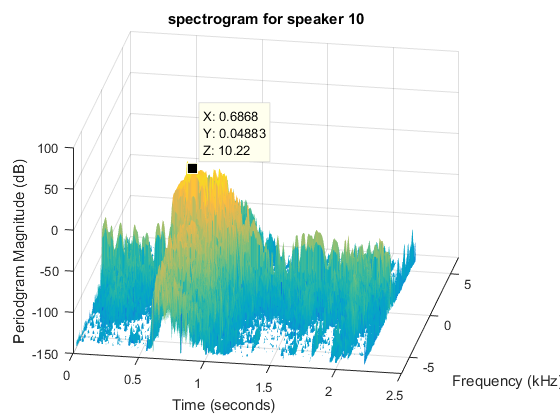 spectrogram for speaker 10
X: 0.6868
Y: 0.04883
Z: 10.22
100
50
0
-50
-100
-150
Periodgram Magnitude (dB)
0
0.5
1
1.5
2
2.5
Time (seconds)
5
0
-5
Frequency (kHz)